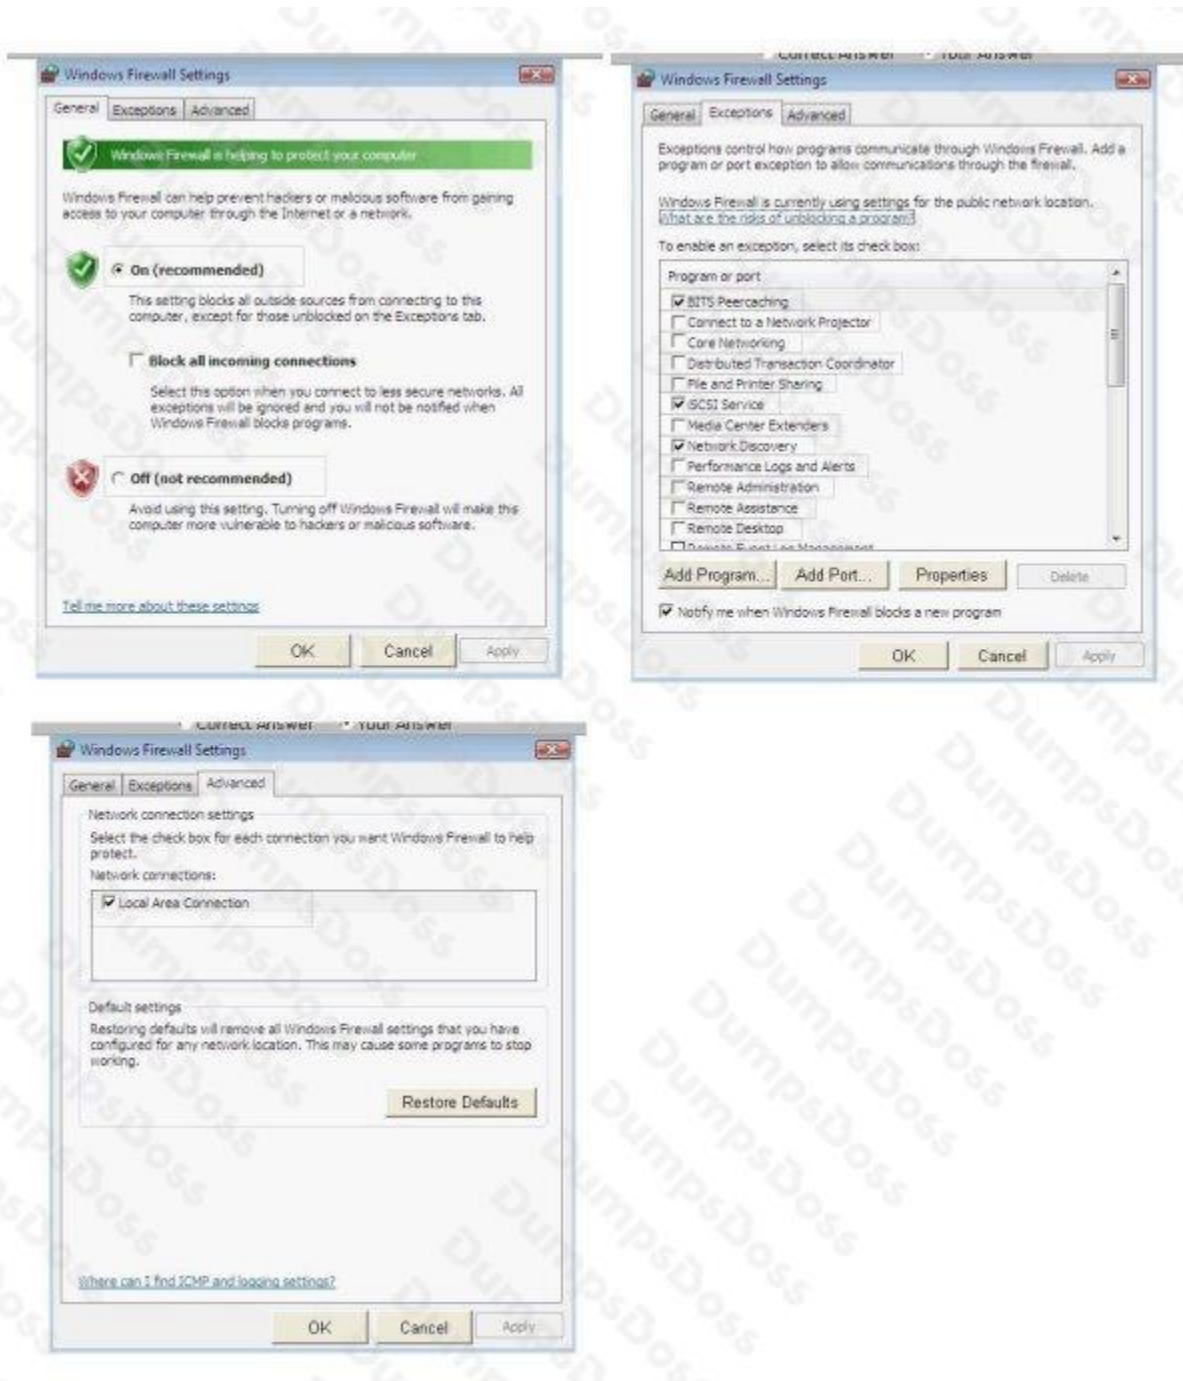 Windows Firewall Settings
General Exceptions Advanced
Windows Firewall is helping to protect your computer
Windows Firewall can help prevent hackers or malicious software from gaining
access to your computer through the Internet or a network.
On (recommended)
This setting blocks all outside sources from connecting to this
computer, except for those unblocked on the Exceptions tab.
Block all incoming connections
Select this option when you connect to less secure networks. All
exceptions will be ignored and you will not be notified when
Windows Firewall blocks programs.
Off (not recommended)
Avoid using this setting. Turning off Windows Firewall will make this
computer more vulnerable to hackers or malicious software.
Tell me more about these settings
OK Cancel Apply
Correct Answer Your Answer
Windows Firewall Settings
General Exceptions Advanced
Exceptions control how programs communicate through Windows Firewall. Add a
program or port exception to allow communications through the firewall.
Windows Firewall is currently using settings for the public network location.
What are the risks of unblocking a program?
To enable an exception, select its check box:
Program or port
BITS Peercaching
Connect to a Network Projector
Core Networking
Distributed Transaction Coordinator
File and Printer Sharing
iSCSI Service
Media Center Extenders
Network Discovery
Performance Logs and Alerts
Remote Administration
Remote Assistance
Remote Desktop
Remote Event Log Management
Add Program... Add Port... Properties Delete
Notify me when Windows Firewall blocks a new program
OK Cancel Apply
Correct Answer Your Answer
Windows Firewall Settings
General Exceptions Advanced
Network connection settings
Select the check box for each connection you want Windows Firewall to help
protect.
Network connections:
Local Area Connection
Default settings
Restoring defaults will remove all Windows Firewall settings that you have
configured for any network location. This may cause some programs to stop
working.
Restore Defaults
Where can I find ICMP and logging settings?
OK Cancel Apply
DumpsDoss